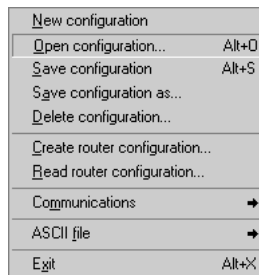 New configuration
Open configuration... Alt+O
Save configuration Alt+S
Save configuration as...
Delete configuration...
Create router configuration...
Read router configuration...
Communications
ASCII file
Exit Alt+X